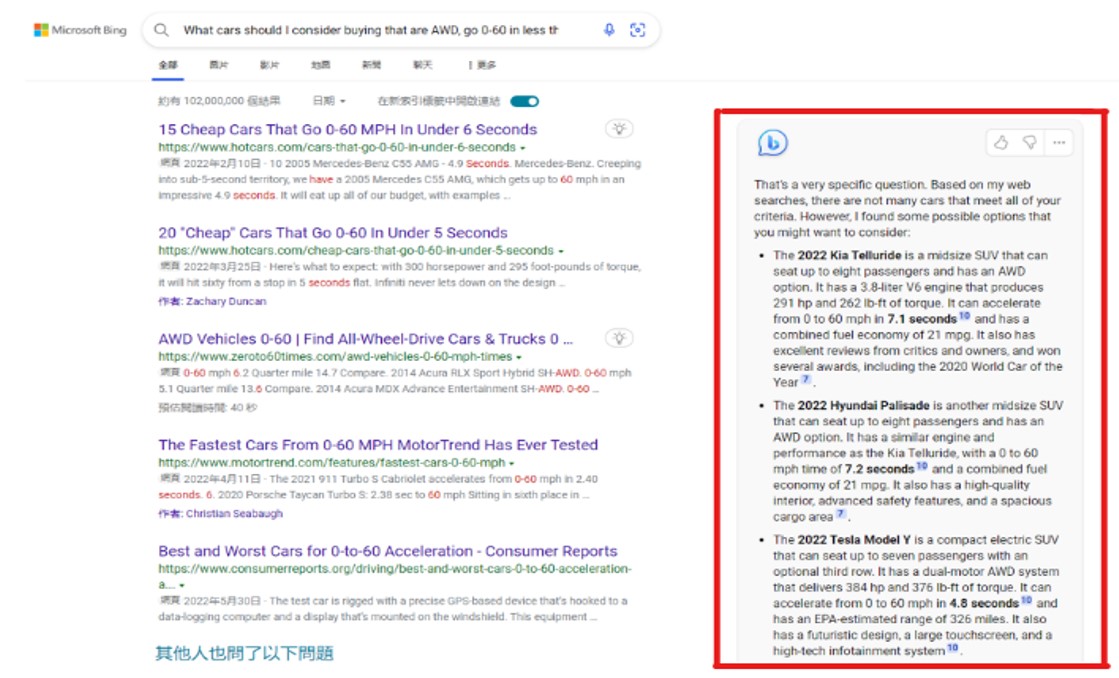 Microsoft Bing
What cars should I consider buying that are AWD, go 0-60 in less th
全部 圖片 影片 地圖 新聞 聊天 更多
約有 102,000,000 個結果 日期 在新索引標籤中開啟連結
15 Cheap Cars That Go 0-60 MPH In Under 6 Seconds
https://www.hotcars.com/cars-that-go-0-60-in-under-6-seconds
網頁 2022年2月10日 · 10 2005 Mercedes-Benz C55 AMG - 4.9 Seconds. Mercedes-Benz. Creeping
into sub-5-second territory, we have a 2005 Mercedes C55 AMG, which gets up to 60 mph in an
impressive 4.9 seconds. It will eat up all of our budget, with examples ...
20 "Cheap" Cars That Go 0-60 In Under 5 Seconds
https://www.hotcars.com/cheap-cars-that-go-0-60-in-under-5-seconds
網頁 2022年3月25日 · Here's what to expect: with 300 horsepower and 295 foot-pounds of torque,
it will hit sixty from a stop in 5 seconds flat. Infiniti never lets down on the design ...
作者: Zachary Duncan
AWD Vehicles 0-60 | Find All-Wheel-Drive Cars & Trucks 0 ...
https://www.zeroto60times.com/awd-vehicles-0-60-mph-times
網頁 0-60 mph 6.2 Quarter mile 14.7 Compare. 2014 Acura RLX Sport Hybrid SH-AWD. 0-60 mph
5.1 Quarter mile 13.6 Compare. 2014 Acura MDX Advance Entertainment SH-AWD. 0-60 ...
預估閱讀時間: 40 秒
The Fastest Cars From 0-60 MPH MotorTrend Has Ever Tested
https://www.motortrend.com/features/fastest-cars-0-60-mph
網頁 2022年4月11日 · The 2021 911 Turbo S Cabriolet accelerates from 0-60 mph in 2.40
seconds. 6. 2020 Porsche Taycan Turbo S: 2.38 sec to 60 mph Sitting in sixth place in ...
作者: Christian Seabaugh
Best and Worst Cars for 0-to-60 Acceleration - Consumer Reports
https://www.consumerreports.org/driving/best-and-worst-cars-0-to-60-acceleration-
a...
網頁 2022年5月30日 · The test car is rigged with a precise GPS-based device that's hooked to a
data-logging computer and a display that's mounted on the windshield. This equipment ...
其他人也問了以下問題
That's a very specific question. Based on my web
searches, there are not many cars that meet all of your
criteria. However, I found some possible options that
you might want to consider:
• The 2022 Kia Telluride is a midsize SUV that can
seat up to eight passengers and has an AWD
option. It has a 3.8-liter V6 engine that produces
291 hp and 262 lb-ft of torque. It can accelerate
from 0 to 60 mph in 7.1 seconds 10 and has a
combined fuel economy of 21 mpg. It also has
excellent reviews from critics and owners, and won
several awards, including the 2020 World Car of the
Year 7 .
• The 2022 Hyundai Palisade is another midsize SUV
that can seat up to eight passengers and has an
AWD option. It has a similar engine and
performance as the Kia Telluride, with a 0 to 60
mph time of 7.2 seconds 10 and a combined fuel
economy of 21 mpg. It also has a high-quality
interior, advanced safety features, and a spacious
cargo area 7 .
• The 2022 Tesla Model Y is a compact electric SUV
that can seat up to seven passengers with an
optional third row. It has a dual-motor AWD system
that delivers 384 hp and 376 lb-ft of torque. It can
accelerate from 0 to 60 mph in 4.8 seconds 10 and
has an EPA-estimated range of 326 miles. It also
has a futuristic design, a large touchscreen, and a
high-tech infotainment system 10 .